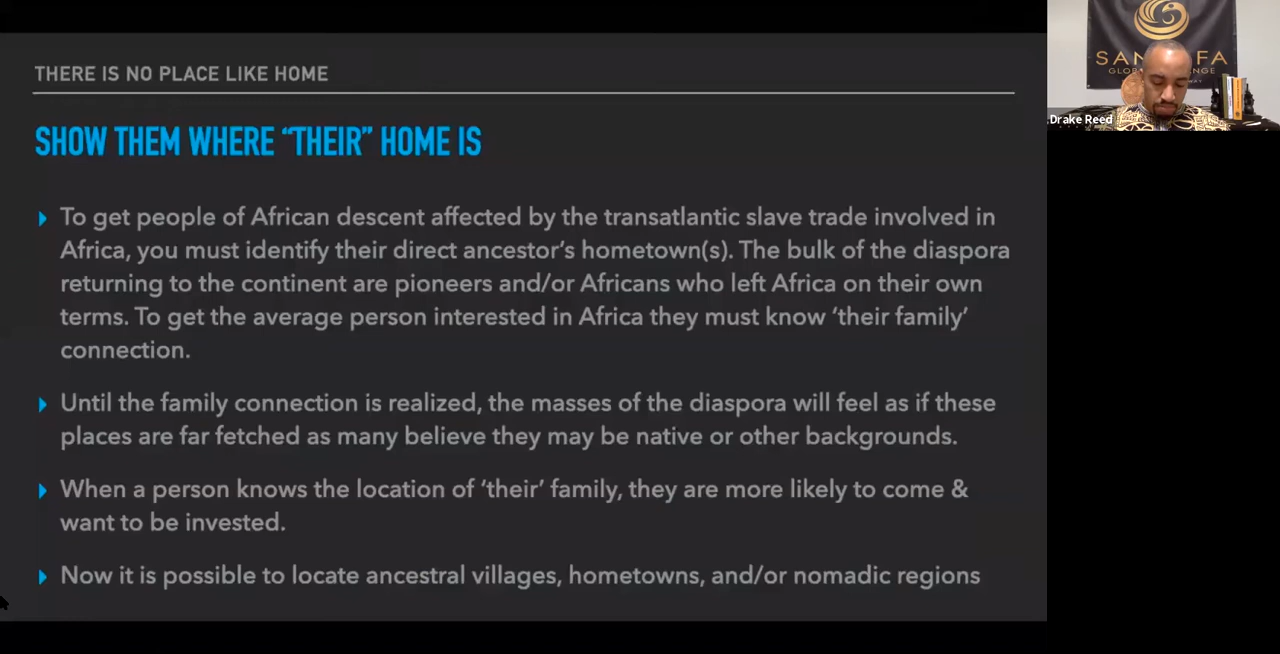 THERE IS NO PLACE LIKE HOME
SHOW THEM WHERE “THEIR” HOME IS
To get people of African descent affected by the transatlantic slave trade involved in
Africa, you must identify their direct ancestor’s hometown(s). The bulk of the diaspora
returning to the continent are pioneers and/or Africans who left Africa on their own
terms. To get the average person interested in Africa they must know ‘their family’
connection.
Until the family connection is realized, the masses of the diaspora will feel as if these
places are far fetched as many believe they may be native or other backgrounds.
When a person knows the location of ‘their’ family, they are more likely to come &
want to be invested.
Now it is possible to locate ancestral villages, hometowns, and/or nomadic regions
Drake Reed